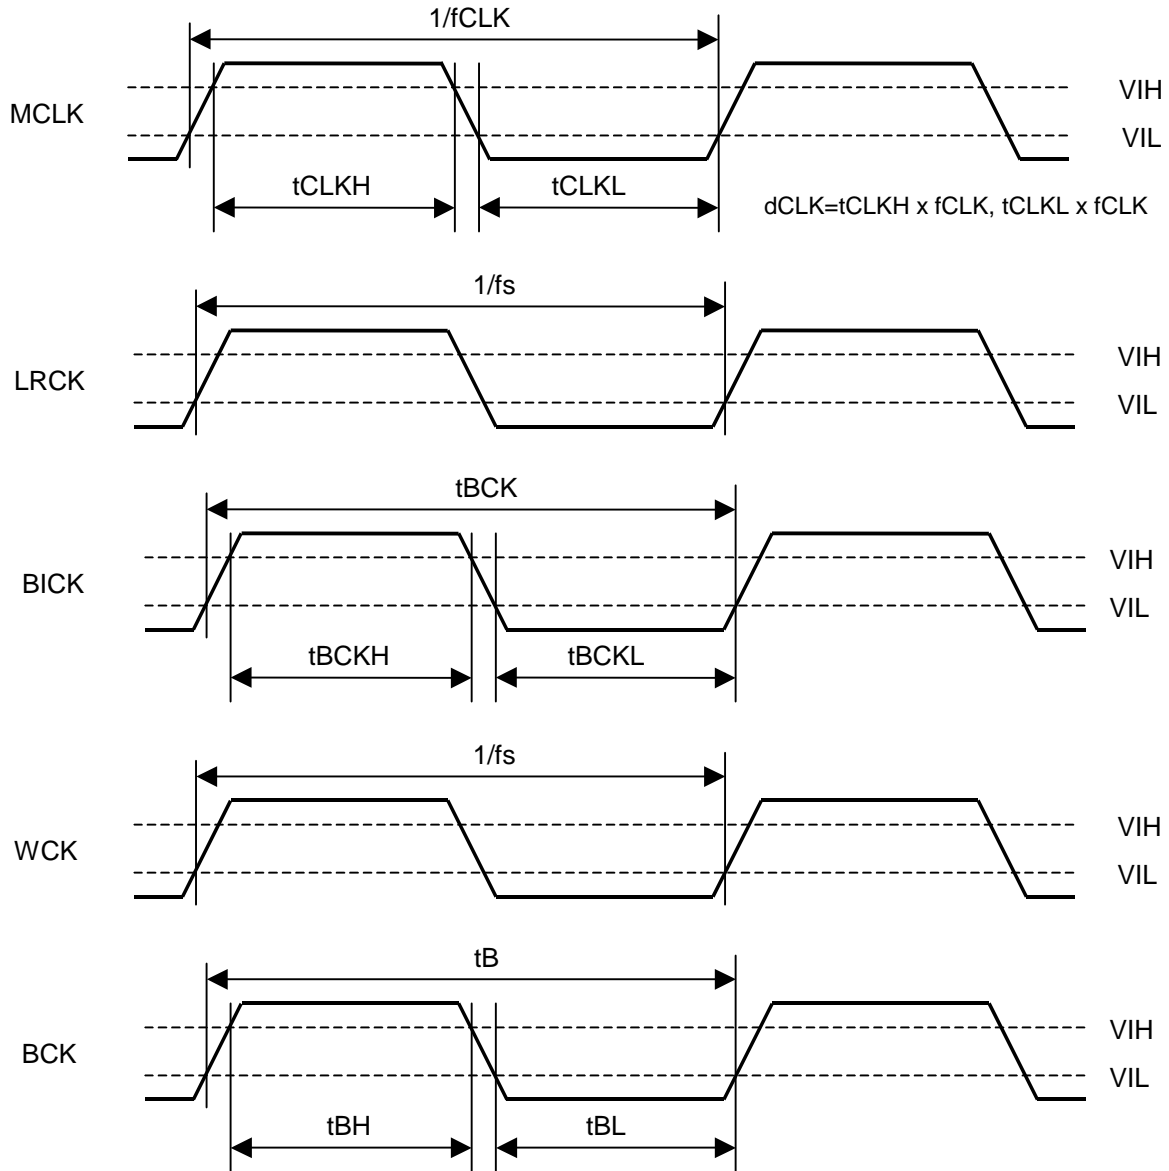 1/fCLK
MCLK
VIH
VIL
tCLKH
tCLKL
dCLK=tCLKH x fCLK, tCLKL x fCLK
1/fs
LRCK
VIH
VIL
tBCK
BICK
VIH
VIL
tBCKH
tBCKL
1/fs
WCK
VIH
VIL
tB
BCK
VIH
VIL
tBH
tBL